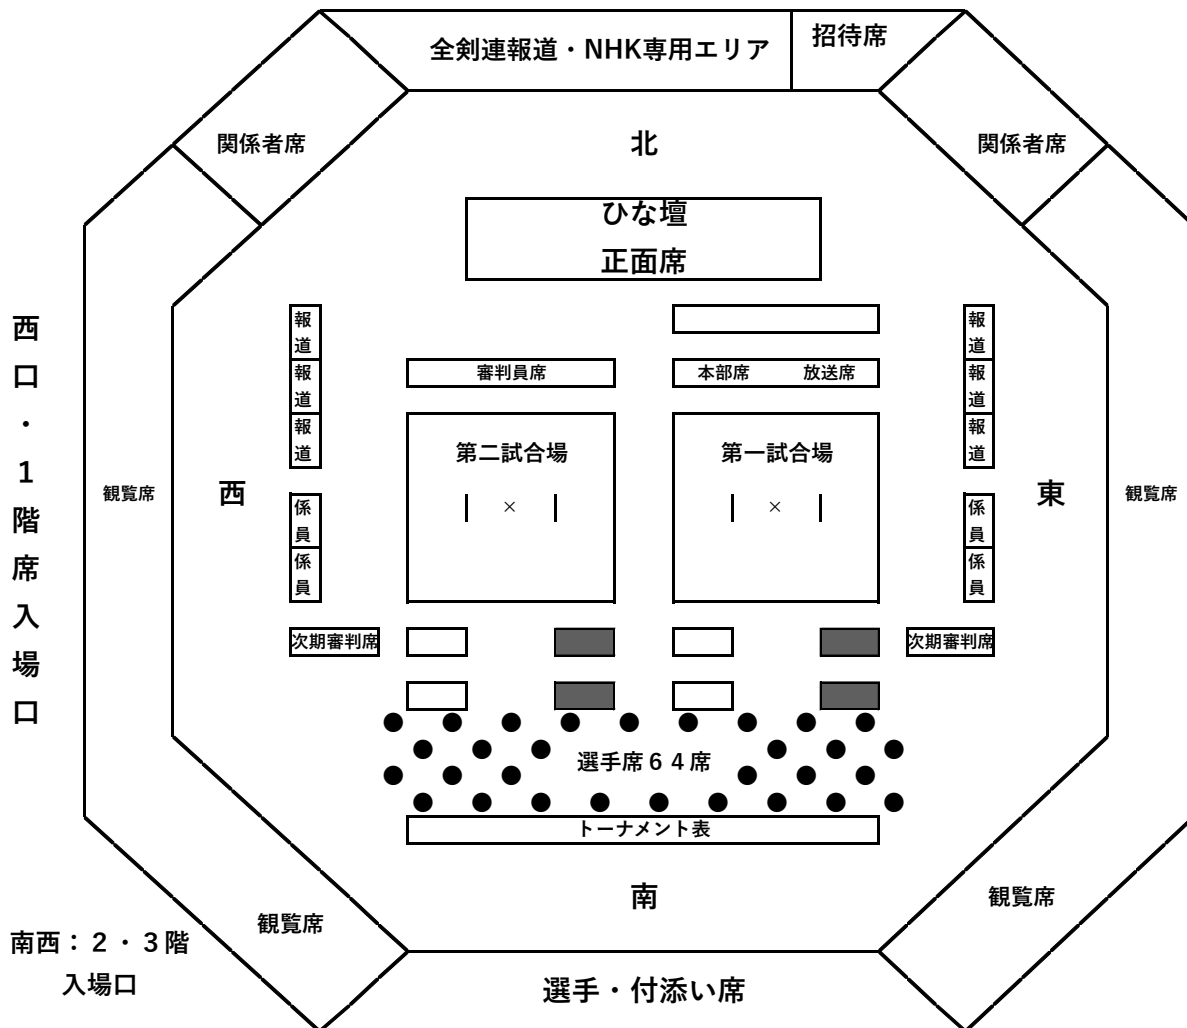 全剣連報道・NHK専用エリア
招待席
関係者席
北
関係者席
ひな壇
正面席
西口・1階席入場口
報道
報道
報道
審判員席
本部席　放送席
報道
報道
報道
第二試合場
第一試合場
観覧席
西
×
×
東
観覧席
係員
係員
係員
係員
次期審判席
次期審判席
選手席６４席
トーナメント表
南
観覧席
観覧席
南西：２・３階
入場口
選手・付添い席